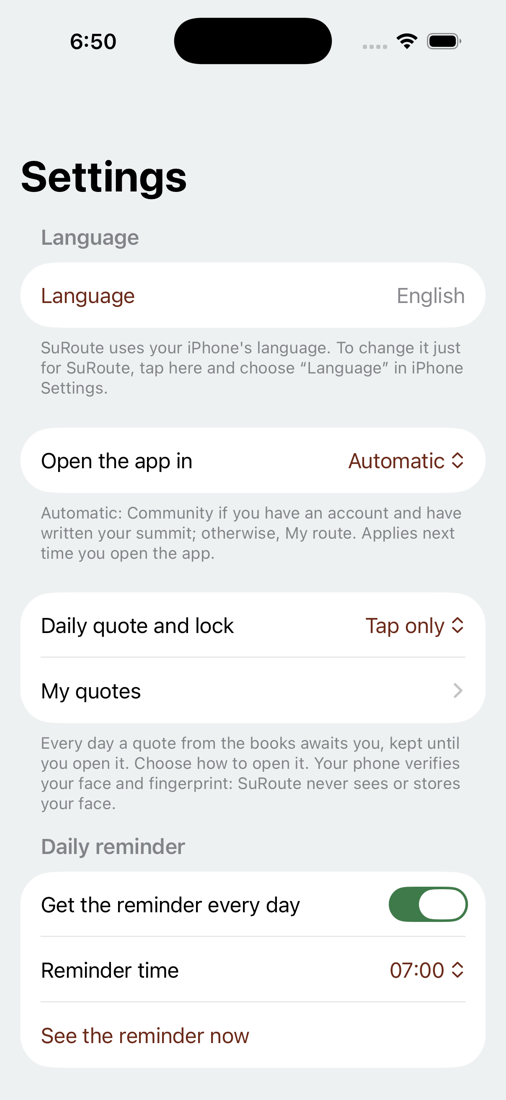 6:50
Settings
Language
Language English
SuRoute uses your iPhone's language. To change it just
for SuRoute, tap here and choose “Language” in iPhone
Settings.
Open the app in Automatic
Automatic: Community if you have an account and have
written your summit; otherwise, My route. Applies next
time you open the app.
Daily quote and lock Tap only
My quotes
Every day a quote from the books awaits you, kept until
you open it. Choose how to open it. Your phone verifies
your face and fingerprint: SuRoute never sees or stores
your face.
Daily reminder
Get the reminder every day
Reminder time 07:00
See the reminder now